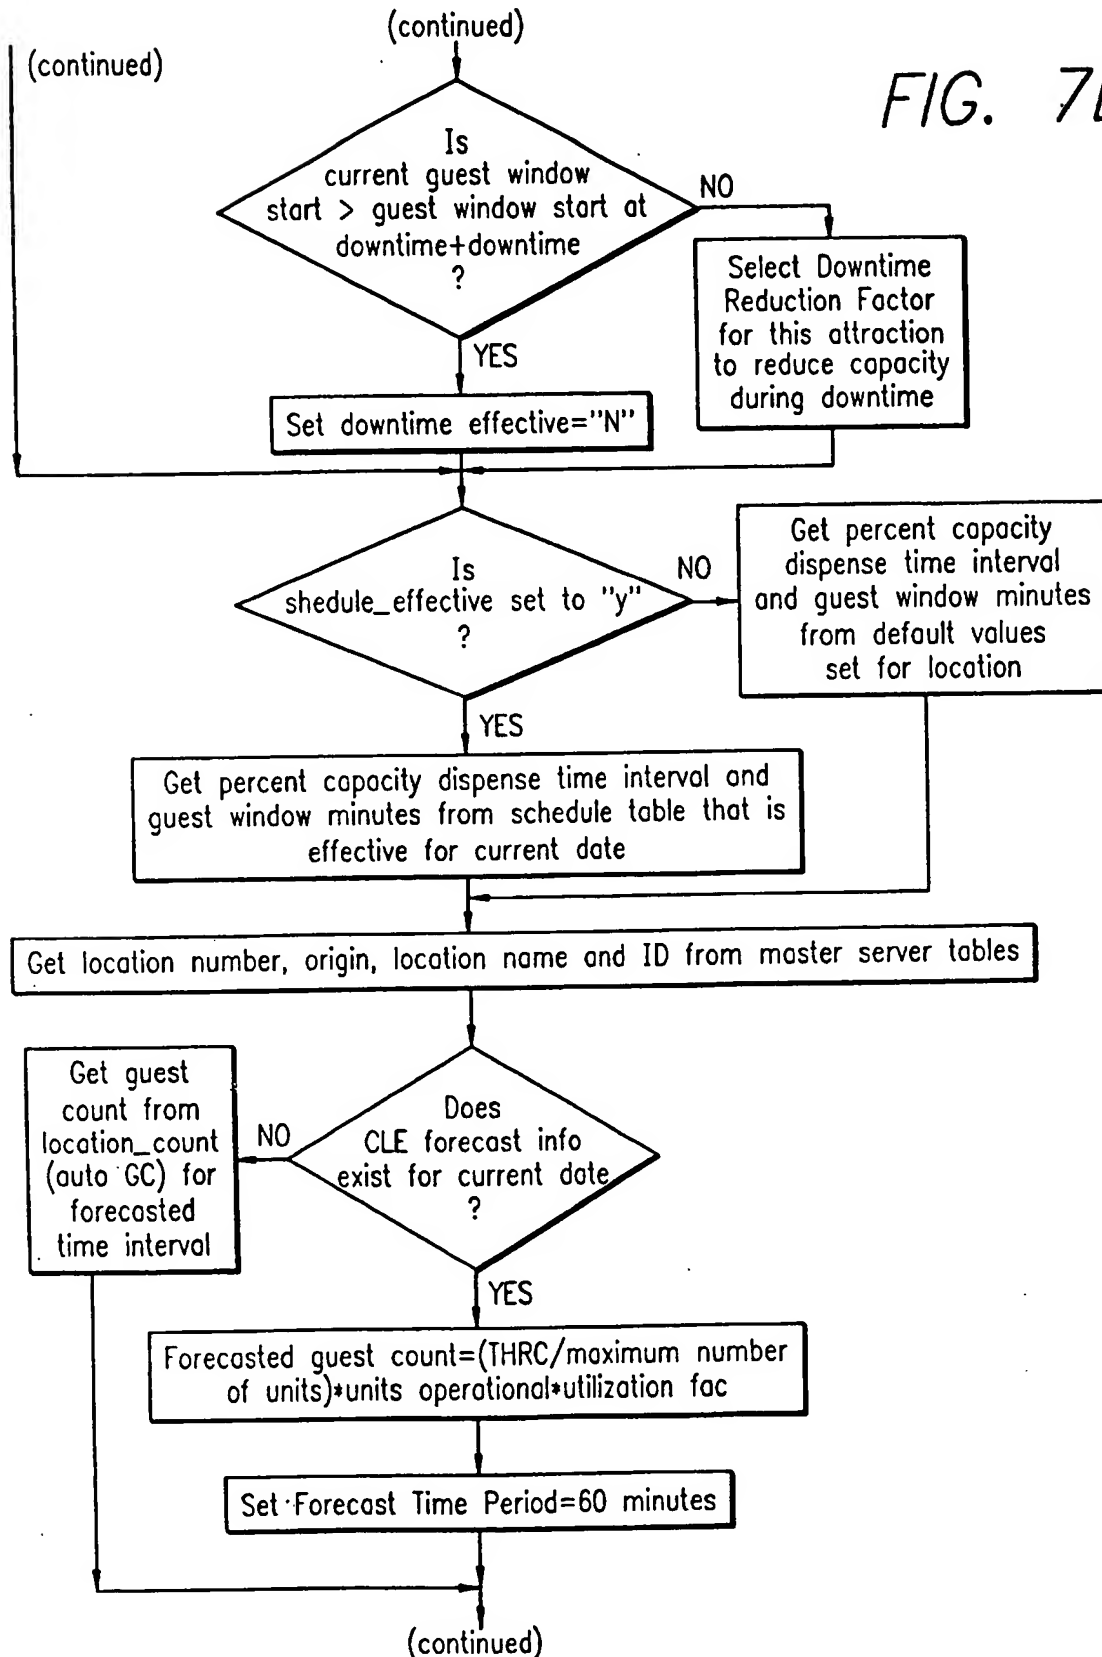 (continued)
(continued)
FIG. 7
Is
current guest window
start > guest window start at
downtime+downtime
?
NO
Select Downtime
Reduction Factor
for this attraction
to reduce capacity
during downtime
YES
Set downtime effective="N"
Is
shedule_effective set to "y"
?
NO
Get percent capacity
dispense time interval
and guest window minutes
from default values
set for location
YES
Get percent capacity dispense time interval and
guest window minutes from schedule table that is
effective for current date
Get location number, origin, location name and ID from master server tables
Does
CLE forecast info
exist for current date
?
NO
Get guest
count from
location_count
(auto GC) for
forecasted
time interval
YES
Forecasted guest count=(THRC/maximum number
of units)*units operational*utilization fac
Set Forecast Time Period=60 minutes
(continued)